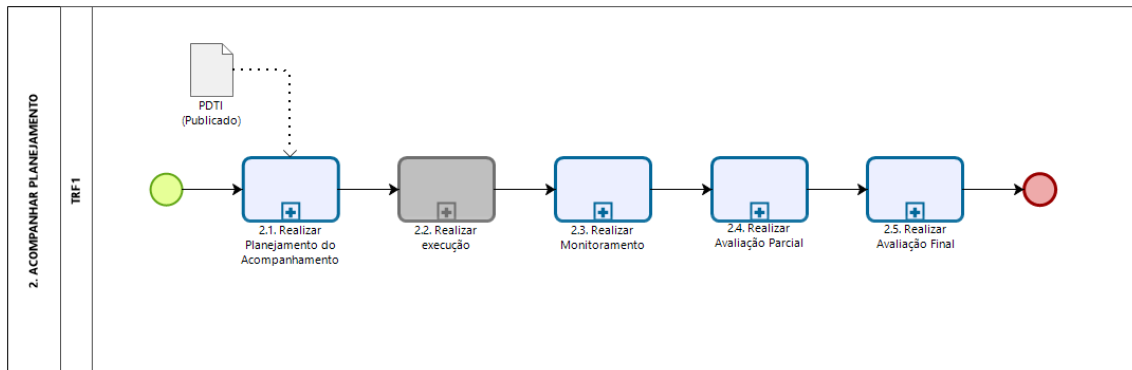 2. ACOMPANHAR PLANEJAMENTO
TRF1
PDTI
(Publicado)
2.1. Realizar
Planejamento do
Acompanhamento
2.2. Realizar
execução
2.3. Realizar
Monitoramento
2.4. Realizar
Avaliação Parcial
2.5. Realizar
Avaliação Final